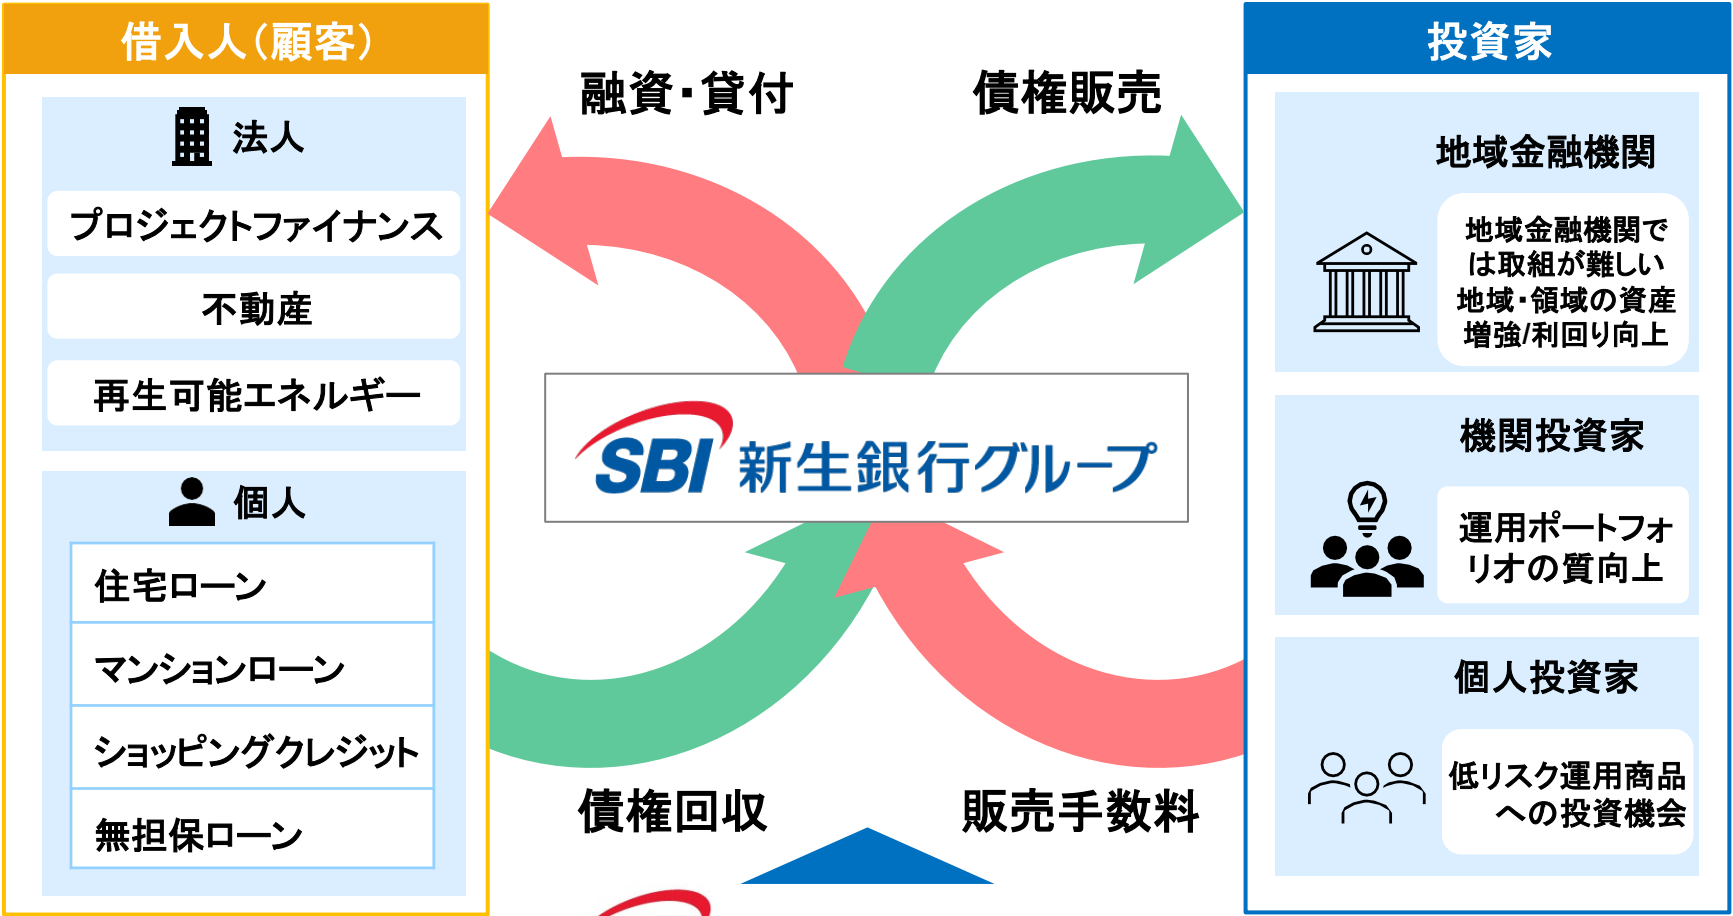 借入人（顧客）
法人
プロジェクトファイナンス
不動産
再生可能エネルギー
個人
住宅ローン
マンションローン
ショッピングクレジット
無担保ローン
融資・貸付
債権販売
SBI 新生銀行グループ
債権回収
販売手数料
投資家
地域金融機関
地域金融機関で
は取組が難しい
地域・領域の資産
増強/利回り向上
機関投資家
運用ポートフォ
リオの質向上
個人投資家
低リスク運用商品
への投資機会